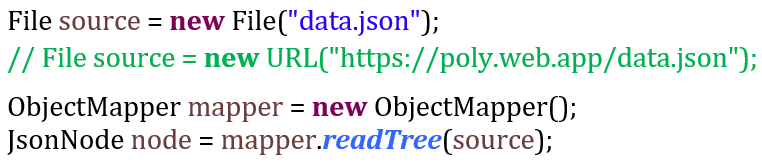 File source = new File("data.json");
// File source = new URL("https://poly.web.app/data.json");
ObjectMapper mapper = new ObjectMapper();
JsonNode node = mapper.readTree(source);